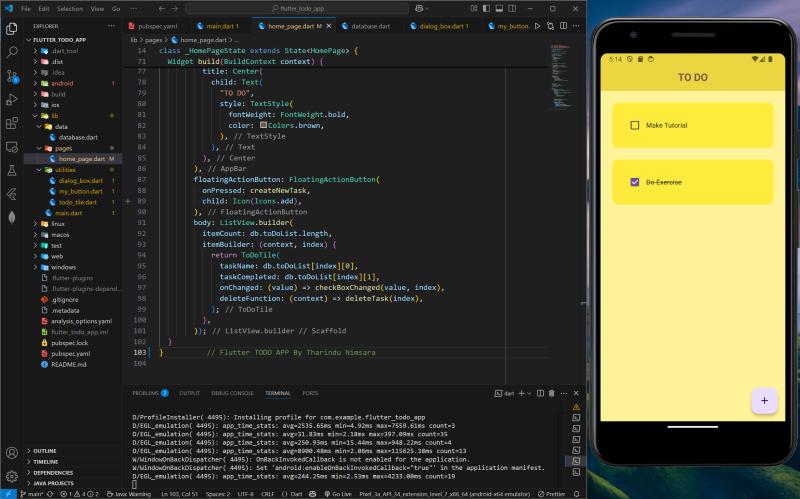 File Edit Selection View Go ...
flutter_todo_app
EXPLORER ...
pubspec.yaml
main.dart 1
home_page.dart M
database.dart
dialog_box.dart 1
my_button.dart 1
lib > pages > home_page.dart > ...
FLUTTER_TODO_APP
.dart_tool
.dist
.idea
android
build
ios
lib
data
database.dart
pages
home_page.dart M
utilities
dialog_box.dart 1
my_button.dart 1
todo_tile.dart 1
main.dart 1
linux
macos
test
web
windows
.flutter-plugins
.flutter-plugins-depend...
.gitignore
.metadata
analysis_options.yaml
flutter_todo_app.iml
pubspec.lock
pubspec.yaml
README.md
OUTLINE
TIMELINE
DEPENDENCIES
JAVA PROJECTS
14 class _HomePageState extends State<HomePage> {
71 Widget build(BuildContext context) {
77 title: Center(
78 child: Text(
79 "TO DO",
80 style: TextStyle(
81 fontWeight: FontWeight.bold,
82 color: Colors.brown,
83 ), // TextStyle
84 ), // Text
85 ), // Center
86 ), // AppBar
87 floatingActionButton: FloatingActionButton(
88 onPressed: createNewTask,
89 child: Icon(Icons.add),
90 ), // FloatingActionButton
91 body: ListView.builder(
92 itemCount: db.toDoList.length,
93 itemBuilder: (context, index) {
94 return ToDoTile(
95 taskName: db.toDoList[index][0],
96 taskCompleted: db.toDoList[index][1],
97 onChanged: (value) => checkBoxChanged(value, index),
98 deleteFunction: (context) => deleteTask(index),
99 ); // ToDoTile
100 },
101 )); // ListView.builder // Scaffold
102 }
103 } // Flutter TODO APP By Tharindu Nimsara
104
PROBLEMS 7 OUTPUT DEBUG CONSOLE TERMINAL PORTS
dart
D/ProfileInstaller( 4495): Installing profile for com.example.flutter_todo_app
D/EGL_emulation( 4495): app_time_stats: avg=2535.65ms min=4.92ms max=7559.61ms count=3
D/EGL_emulation( 4495): app_time_stats: avg=31.83ms min=2.18ms max=397.09ms count=35
D/EGL_emulation( 4495): app_time_stats: avg=250.93ms min=15.44ms max=948.22ms count=4
D/EGL_emulation( 4495): app_time_stats: avg=8900.48ms min=2.06ms max=115625.38ms count=13
W/WindowOnBackDispatcher( 4495): OnBackInvokedCallback is not enabled for the application.
W/WindowOnBackDispatcher( 4495): Set 'android:enableOnBackInvokedCallback="true"' in the application manifest.
D/EGL_emulation( 4495): app_time_stats: avg=244.25ms min=2.53ms max=4233.00ms count=19
main* 0 4 2 Java: Warning Ln 103, Col 51 Spaces: 2 UTF-8 CRLF Dart Go Live Pixel_3a_API_34_extension_level_7_x86_64 (android-x64 emulator) Prettier
5:14
TO DO
Make Tutorial
Do Exercise
+